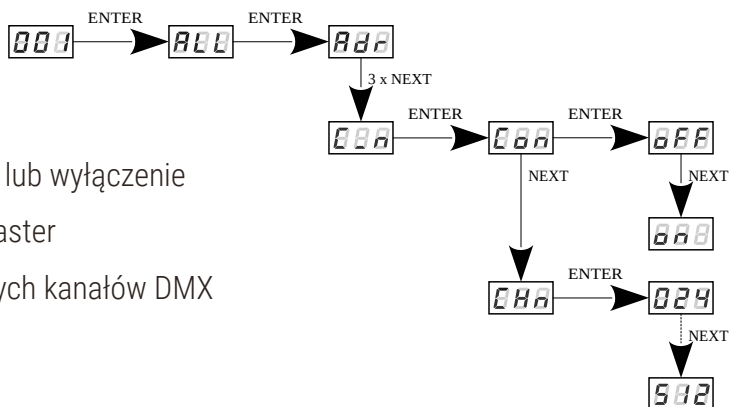 ENTER ENTER
001 ALL Adr
3 x NEXT
ENTER ENTER
Cin Con oFF
lub wyłączenie
NEXT NEXT
aster
on
ych kanałów DMX
ENTER
CHn 024
NEXT
512